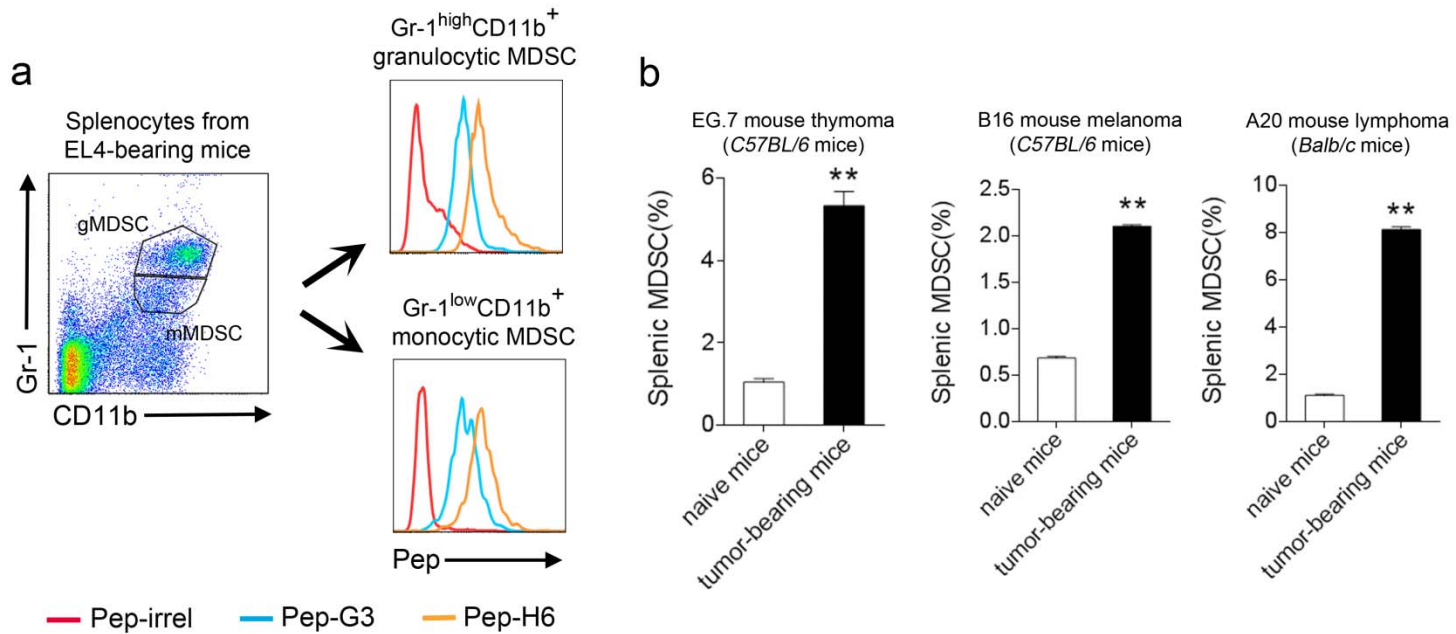 a
Splenocytes from
EL4-bearing mice
gMDSC
mMDSC
Gr-1
CD11b
Gr-1highCD11b+
granulocytic MDSC
Gr-1lowCD11b+
monocytic MDSC
Pep
Pep-irrel Pep-G3 Pep-H6
b
EG.7 mouse thymoma
(C57BL/6 mice)
**
Splenic MDSC(%)
6
4
2
0
naive mice
tumor-bearing mice
B16 mouse melanoma
(C57BL/6 mice)
**
Splenic MDSC(%)
2.5
2.0
1.5
1.0
0.5
0.0
naive mice
tumor-bearing mice
A20 mouse lymphoma
(Balb/c mice)
**
Splenic MDSC(%)
10
8
6
4
2
0
naive mice
tumor-bearing mice